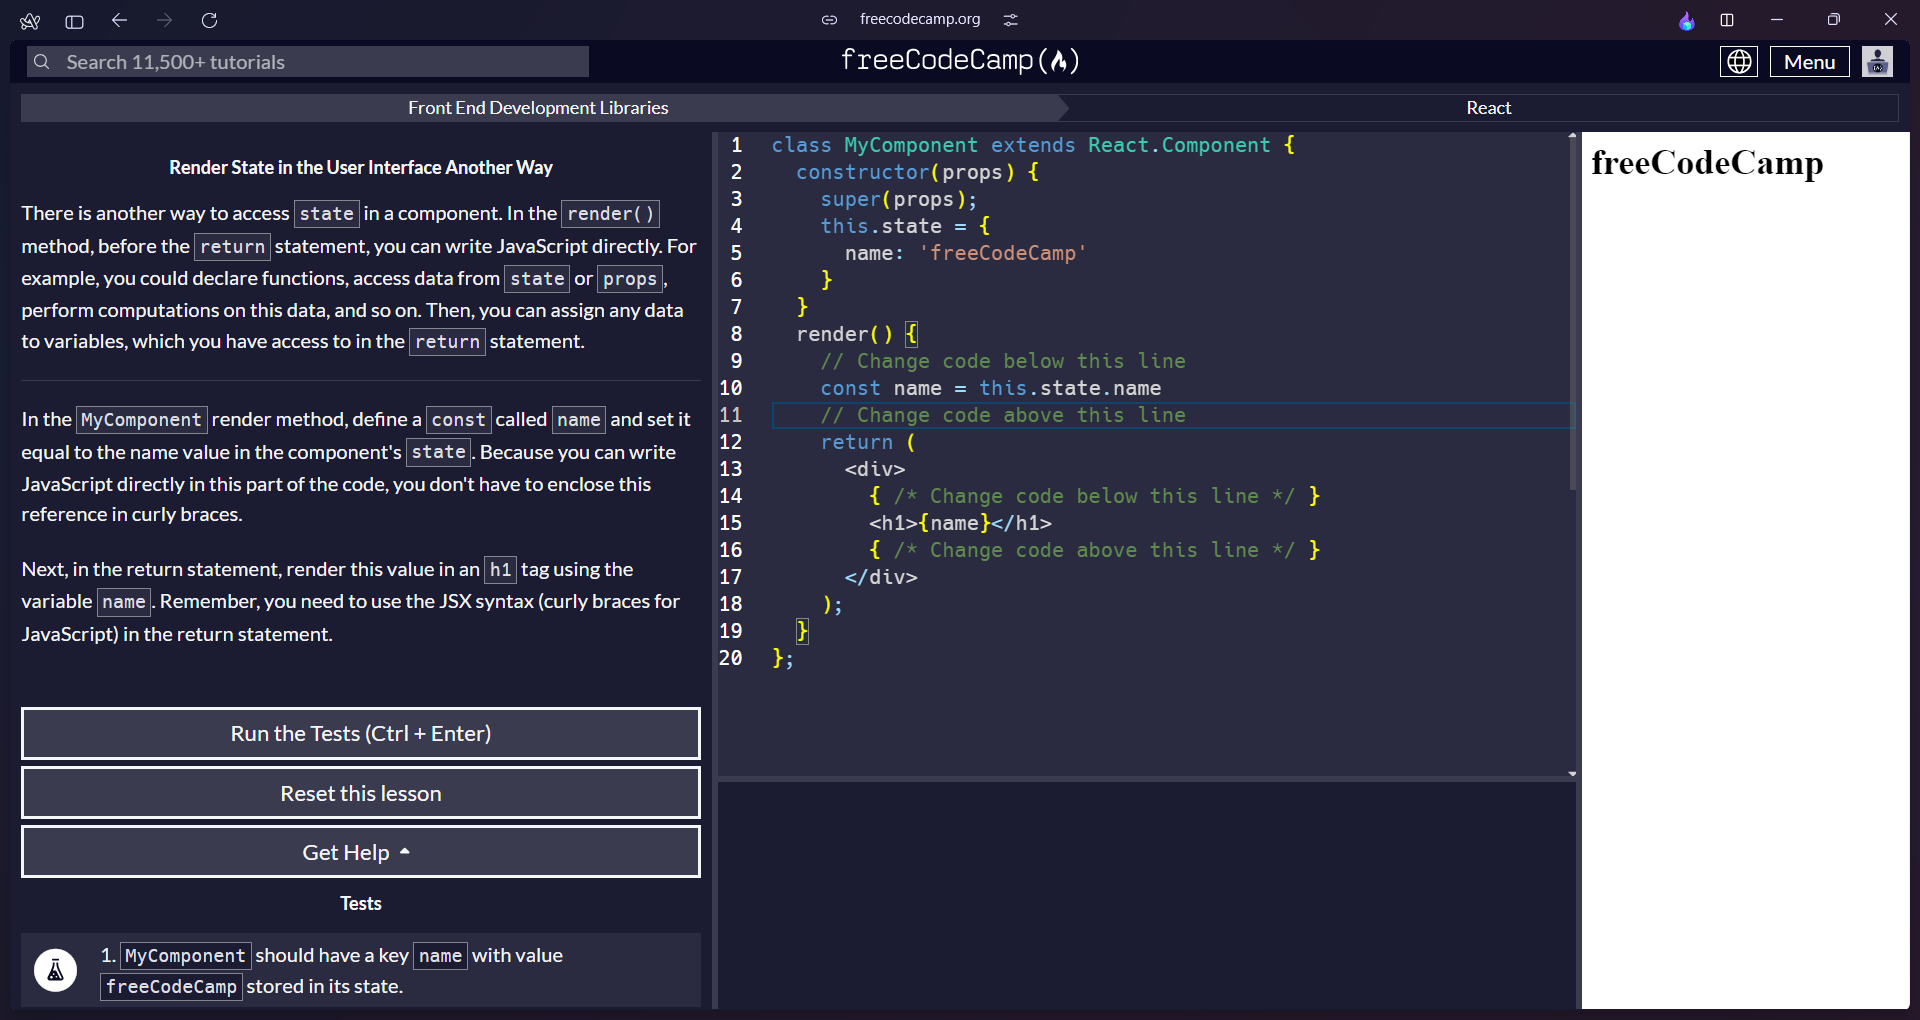 freecodecamp.org
Search 11,500+ tutorials
freeCodeCamp(🔥)
Menu
Front End Development Libraries
React
Render State in the User Interface Another Way
There is another way to access state in a component. In the render()
method, before the return statement, you can write JavaScript directly. For
example, you could declare functions, access data from state or props,
perform computations on this data, and so on. Then, you can assign any data
to variables, which you have access to in the return statement.
In the MyComponent render method, define a const called name and set it
equal to the name value in the component's state. Because you can write
JavaScript directly in this part of the code, you don't have to enclose this
reference in curly braces.
Next, in the return statement, render this value in an h1 tag using the
variable name. Remember, you need to use the JSX syntax (curly braces for
JavaScript) in the return statement.
Run the Tests (Ctrl + Enter)
Reset this lesson
Get Help
Tests
1. MyComponent should have a key name with value
freeCodeCamp stored in its state.
1 class MyComponent extends React.Component {
2   constructor(props) {
3     super(props);
4     this.state = {
5       name: 'freeCodeCamp'
6     }
7   }
8   render() {
9     // Change code below this line
10     const name = this.state.name
11     // Change code above this line
12     return (
13       <div>
14         { /* Change code below this line */ }
15         <h1>{name}</h1>
16         { /* Change code above this line */ }
17       </div>
18     );
19   }
20 };
freeCodeCamp